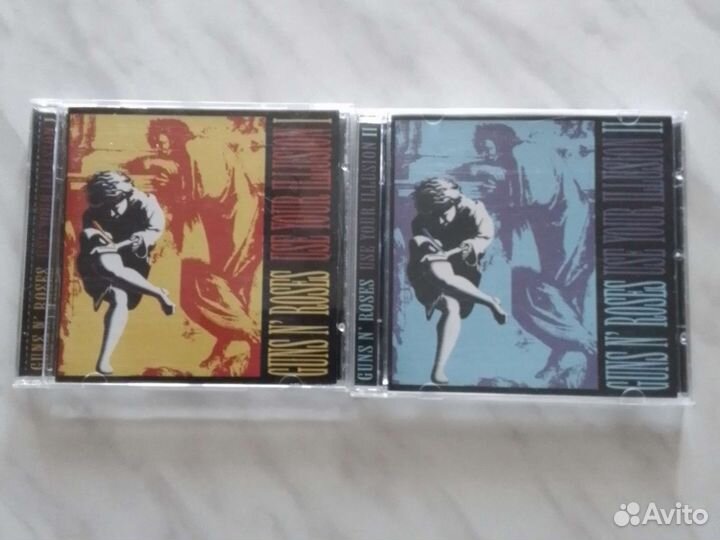 GUNS N' ROSES
GUNS N' ROSES USE YOUR ILLUSION I
GUNS N' ROSES USE YOUR ILLUSION II
GUNS N' ROSES USE YOUR ILLUSION II
Avito